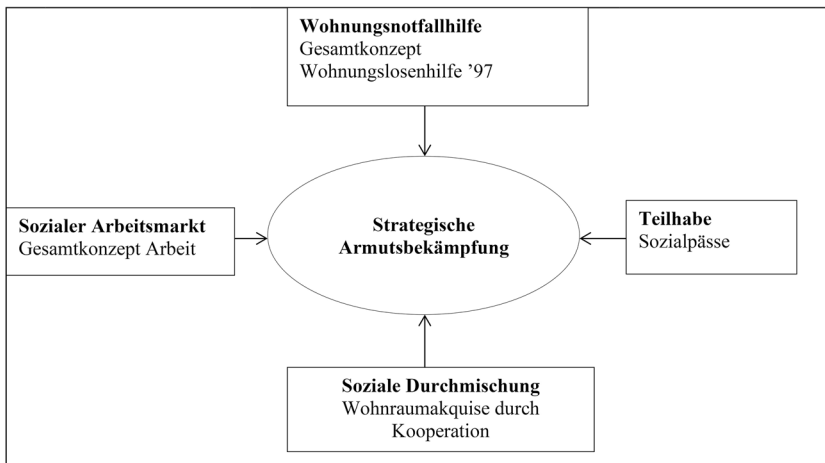 Wohnungsnotfallhilfe
Gesamtkonzept
Wohnungslosenhilfe ’97
Sozialer Arbeitsmarkt
Gesamtkonzept Arbeit
Strategische
Armutsbekämpfung
Teilhabe
Sozialpässe
Soziale Durchmischung
Wohnraumakquise durch
Kooperation